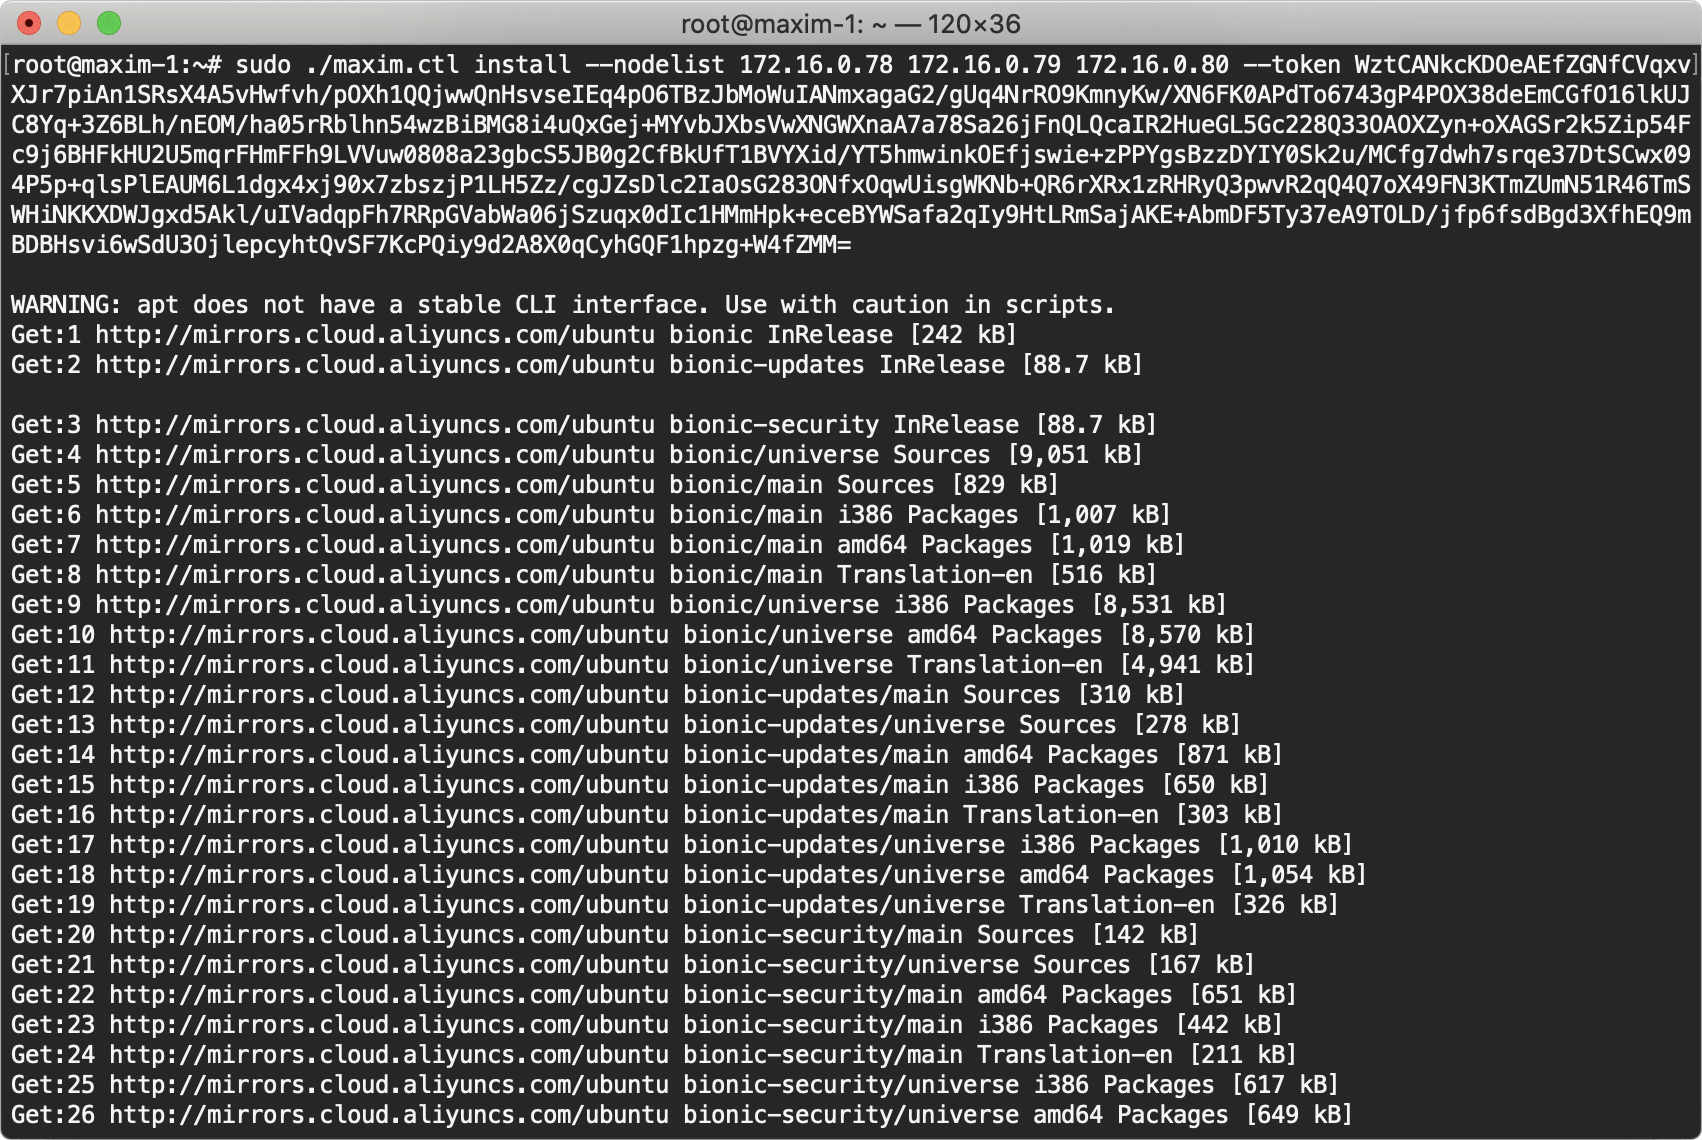 root@maxim-1: ~ — 120×36
[root@maxim-1:~# sudo ./maxim.ctl install --nodelist 172.16.0.78 172.16.0.79 172.16.0.80 --token WztCANkcKDOeAEfZGNfCVqxv]
XJr7piAn1SRsX4A5vHwfvh/pOXh1QQjwwQnHsvseIEq4pO6TBzJbMoWuIANmxagaG2/gUq4NrRO9KmnyKw/XN6FK0APdTo6743gP4POX38deEmCGfO16lkUJ
C8Yq+3Z6BLh/nEOM/ha05rRblhn54wzBiBMG8i4uQxGej+MYvbJXbsVwXNGWXnaA7a78Sa26jFnQLQcaIR2HueGL5Gc228Q33OAOXZyn+oXAGSr2k5Zip54F
c9j6BHFkHU2U5mqrFHmFFh9LVVuw0808a23gbcS5JB0g2CfBkUfT1BVYXid/YT5hmwinkOEfjswie+zPPYgsBzzDYIY0Sk2u/MCfg7dwh7srqe37DtSCwx09
4P5p+qlsPlEAUM6L1dgx4xj90x7zbszjP1LH5Zz/cgJZsDlc2IaOsG283ONfxOqwUisgWKNb+QR6rXRx1zRHRyQ3pwvR2qQ4Q7oX49FN3KTmZUmN51R46TmS
WHiNKKXDWJgxd5Akl/uIVadqpFh7RRpGVabWa06jSzuqx0dIc1HMmHpk+eceBYWSafa2qIy9HtLRmSajAKE+AbmDF5Ty37eA9TOLD/jfp6fsdBgd3XfhEQ9m
BDBHsvi6wSdU3OjlepcyhtQvSF7KcPQiy9d2A8X0qCyhGQF1hpzg+W4fZMM=
WARNING: apt does not have a stable CLI interface. Use with caution in scripts.
Get:1 http://mirrors.cloud.aliyuncs.com/ubuntu bionic InRelease [242 kB]
Get:2 http://mirrors.cloud.aliyuncs.com/ubuntu bionic-updates InRelease [88.7 kB]
Get:3 http://mirrors.cloud.aliyuncs.com/ubuntu bionic-security InRelease [88.7 kB]
Get:4 http://mirrors.cloud.aliyuncs.com/ubuntu bionic/universe Sources [9,051 kB]
Get:5 http://mirrors.cloud.aliyuncs.com/ubuntu bionic/main Sources [829 kB]
Get:6 http://mirrors.cloud.aliyuncs.com/ubuntu bionic/main i386 Packages [1,007 kB]
Get:7 http://mirrors.cloud.aliyuncs.com/ubuntu bionic/main amd64 Packages [1,019 kB]
Get:8 http://mirrors.cloud.aliyuncs.com/ubuntu bionic/main Translation-en [516 kB]
Get:9 http://mirrors.cloud.aliyuncs.com/ubuntu bionic/universe i386 Packages [8,531 kB]
Get:10 http://mirrors.cloud.aliyuncs.com/ubuntu bionic/universe amd64 Packages [8,570 kB]
Get:11 http://mirrors.cloud.aliyuncs.com/ubuntu bionic/universe Translation-en [4,941 kB]
Get:12 http://mirrors.cloud.aliyuncs.com/ubuntu bionic-updates/main Sources [310 kB]
Get:13 http://mirrors.cloud.aliyuncs.com/ubuntu bionic-updates/universe Sources [278 kB]
Get:14 http://mirrors.cloud.aliyuncs.com/ubuntu bionic-updates/main amd64 Packages [871 kB]
Get:15 http://mirrors.cloud.aliyuncs.com/ubuntu bionic-updates/main i386 Packages [650 kB]
Get:16 http://mirrors.cloud.aliyuncs.com/ubuntu bionic-updates/main Translation-en [303 kB]
Get:17 http://mirrors.cloud.aliyuncs.com/ubuntu bionic-updates/universe i386 Packages [1,010 kB]
Get:18 http://mirrors.cloud.aliyuncs.com/ubuntu bionic-updates/universe amd64 Packages [1,054 kB]
Get:19 http://mirrors.cloud.aliyuncs.com/ubuntu bionic-updates/universe Translation-en [326 kB]
Get:20 http://mirrors.cloud.aliyuncs.com/ubuntu bionic-security/main Sources [142 kB]
Get:21 http://mirrors.cloud.aliyuncs.com/ubuntu bionic-security/universe Sources [167 kB]
Get:22 http://mirrors.cloud.aliyuncs.com/ubuntu bionic-security/main amd64 Packages [651 kB]
Get:23 http://mirrors.cloud.aliyuncs.com/ubuntu bionic-security/main i386 Packages [442 kB]
Get:24 http://mirrors.cloud.aliyuncs.com/ubuntu bionic-security/main Translation-en [211 kB]
Get:25 http://mirrors.cloud.aliyuncs.com/ubuntu bionic-security/universe i386 Packages [617 kB]
Get:26 http://mirrors.cloud.aliyuncs.com/ubuntu bionic-security/universe amd64 Packages [649 kB]